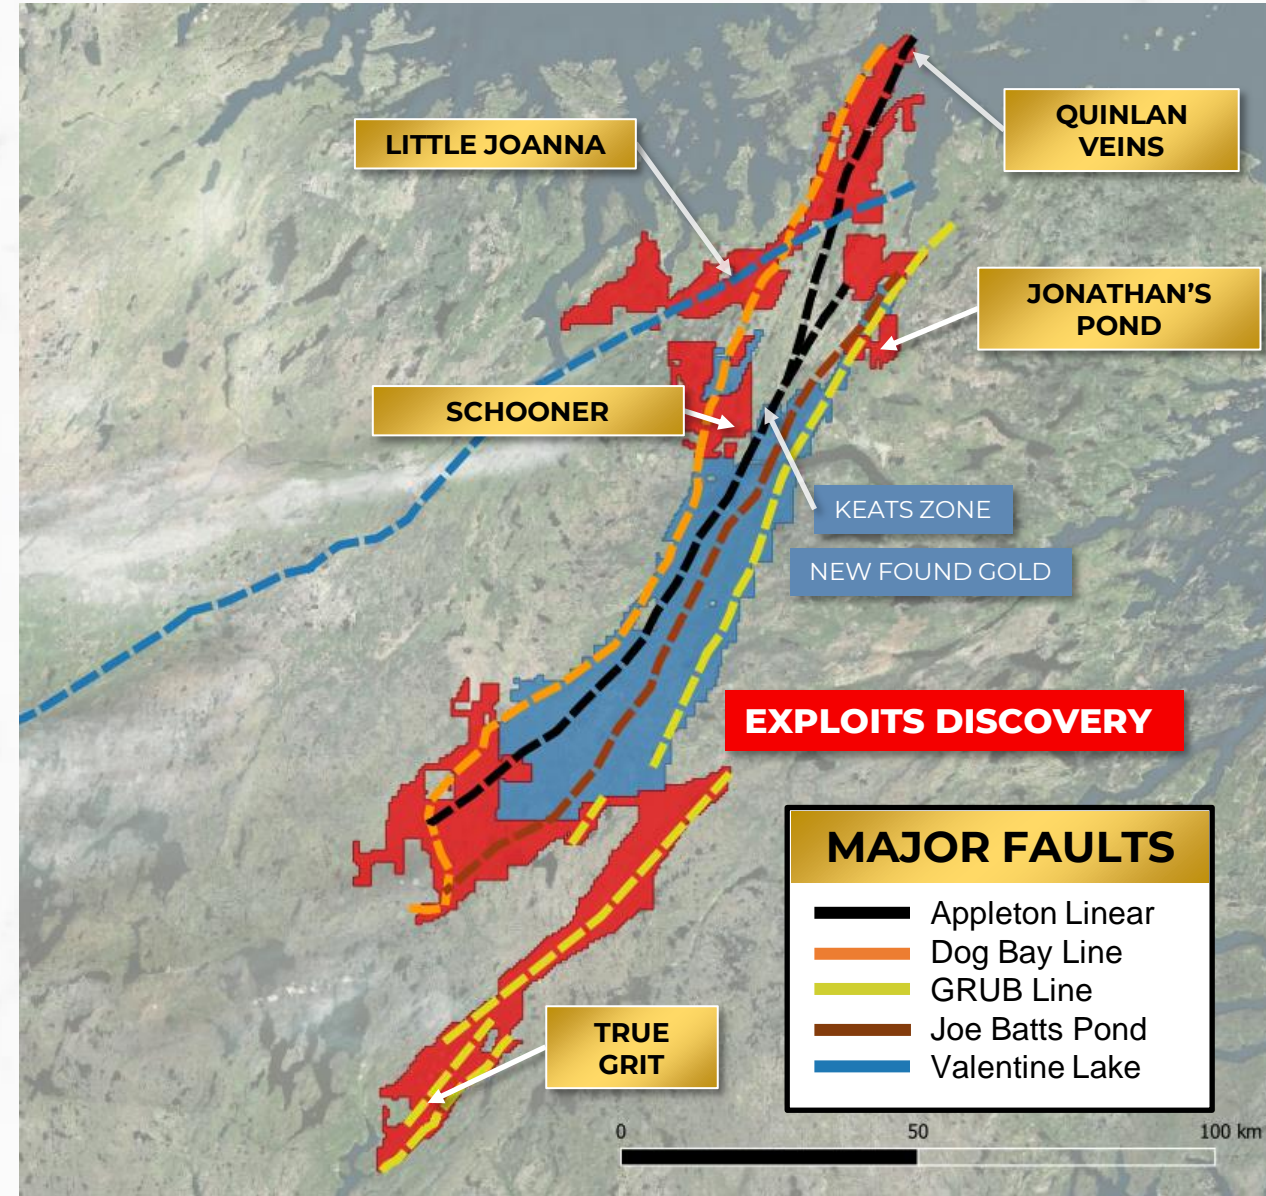 QUINLAN
VEINS
LITTLE JOANNA
JONATHAN’S
POND
SCHOONER
KEATS ZONE
NEW FOUND GOLD
EXPLOITS DISCOVERY
MAJOR FAULTS
Appleton Linear
Dog Bay Line
GRUB Line
Joe Batts Pond
Valentine Lake
TRUE
GRIT
0 50 100 km